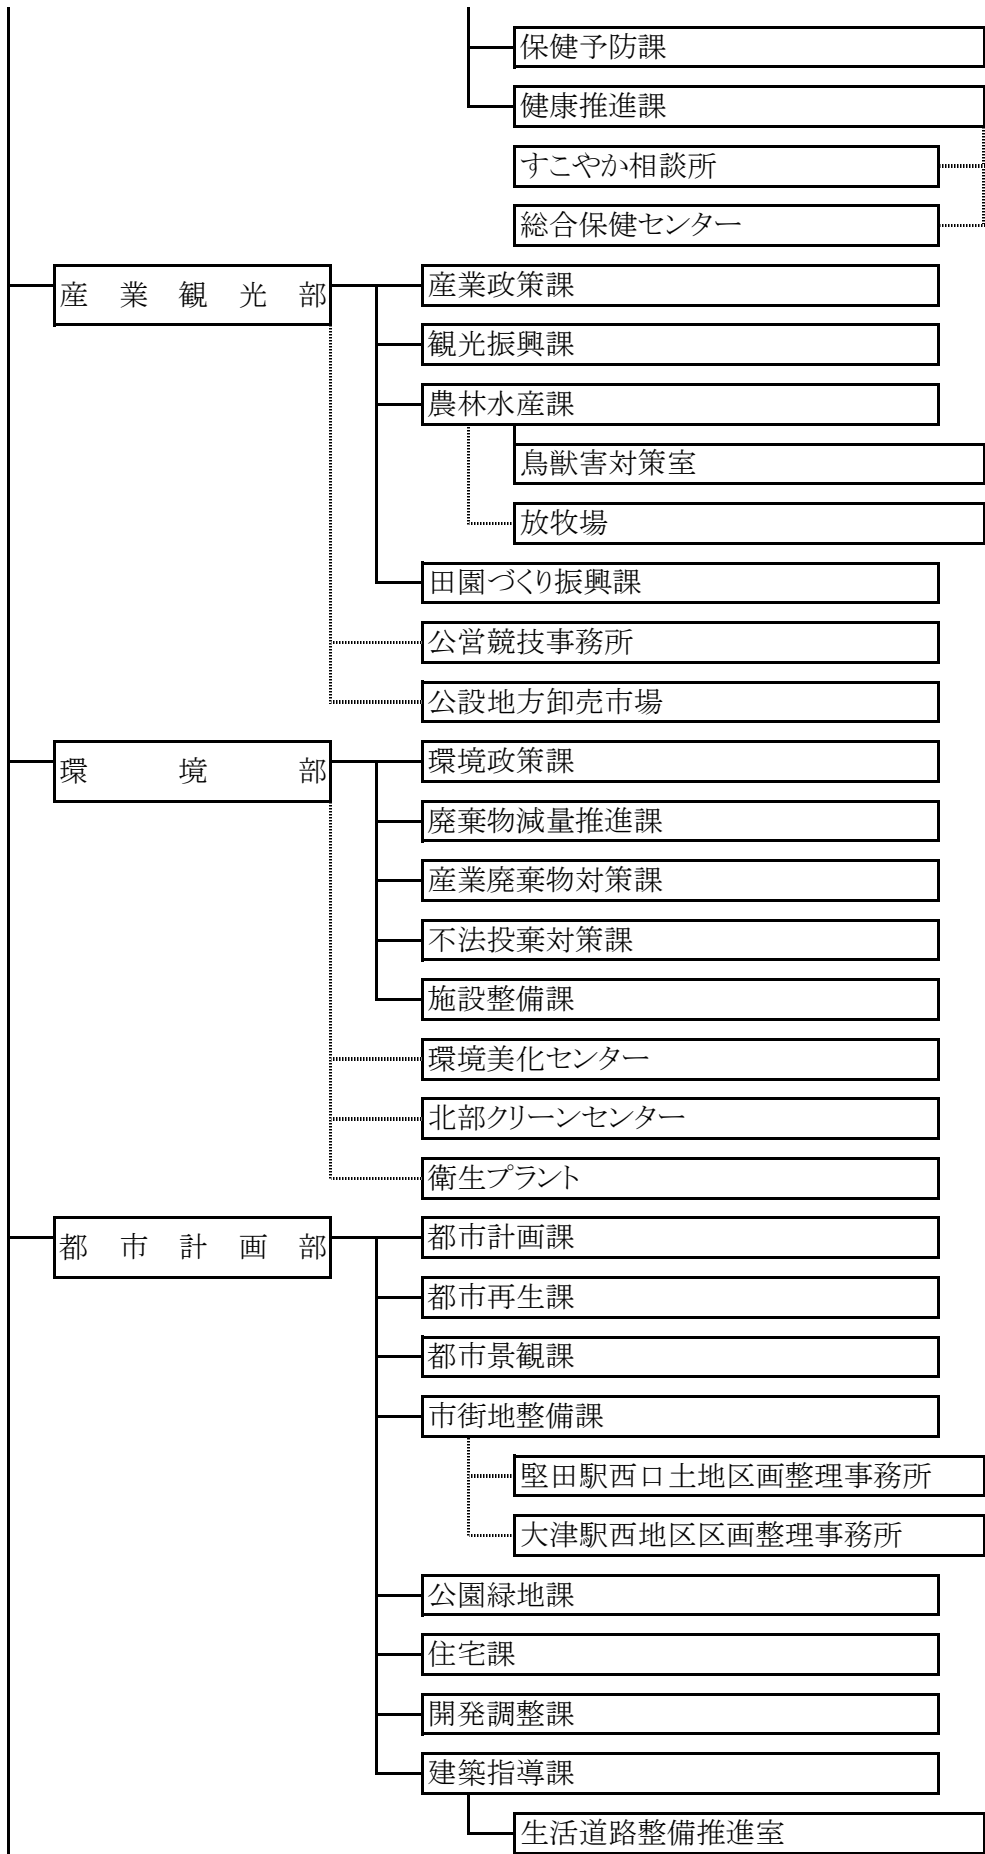 保健予防課
健康推進課
すこやか相談所
総合保健センター
産業観光部
産業政策課
観光振興課
農林水産課
鳥獣害対策室
放牧場
田園づくり振興課
公営競技事務所
公設地方卸売市場
環境部
環境政策課
廃棄物減量推進課
産業廃棄物対策課
不法投棄対策課
施設整備課
環境美化センター
北部クリーンセンター
衛生プラント
都市計画部
都市計画課
都市再生課
都市景観課
市街地整備課
堅田駅西口土地区画整理事務所
大津駅西地区区画整理事務所
公園緑地課
住宅課
開発調整課
建築指導課
生活道路整備推進室